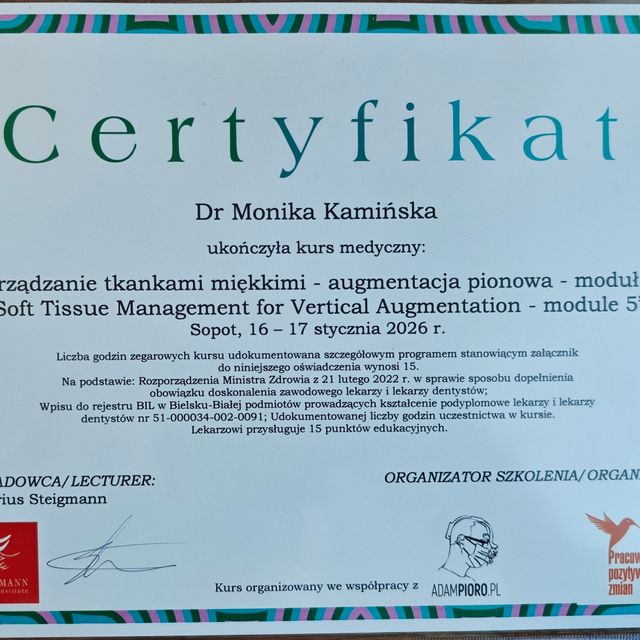 Certyfikat
Dr Monika Kamińska
ukończyła kurs medyczny:
rządzanie tkankami miękkimi - augmentacja pionowa - moduł
Soft Tissue Management for Vertical Augmentation - module 5"
Sopot, 16 – 17 stycznia 2026 r.
Liczba godzin zegarowych kursu udokumentowana szczegółowym programem stanowiącym załącznik
do niniejszego oświadczenia wynosi 15.
Na podstawie: Rozporządzenia Ministra Zdrowia z 21 lutego 2022 r. w sprawie sposobu dopełnienia
obowiązku doskonalenia zawodowego lekarzy i lekarzy dentystów;
Wpisu do rejestru BIL w Bielsku-Białej podmiotów prowadzących kształcenie podyplomowe lekarzy i lekarzy
dentystów nr 51-000034-002-0091; Udokumentowanej liczby godzin uczestnictwa w kursie.
Lekarzowi przysługuje 15 punktów edukacyjnych.
ADOWCA/LECTURER:
rius Steigmann
ORGANIZATOR SZKOLENIA/ORGAN
MANN
Institute
Kurs organizowany we współpracy z
ADAMPIORO.PL
Pracow
pozytyw
zmian